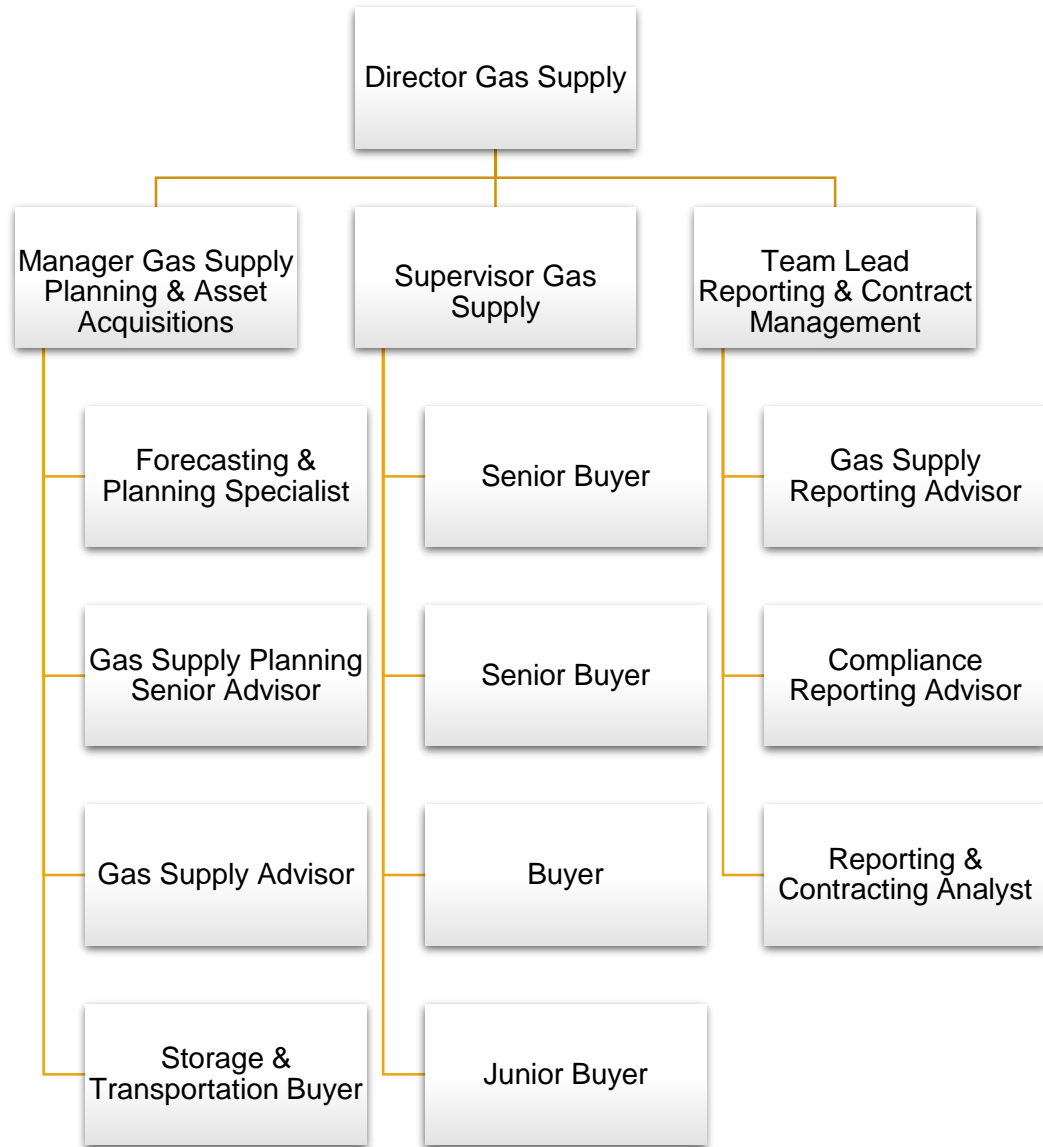 Director Gas Supply
Manager Gas Supply
Planning & Asset
Acquisitions
Supervisor Gas
Supply
Team Lead
Reporting & Contract
Management
Forecasting &
Planning Specialist
Senior Buyer
Gas Supply
Reporting Advisor
Gas Supply Planning
Senior Advisor
Senior Buyer
Compliance
Reporting Advisor
Gas Supply Advisor
Buyer
Reporting &
Contracting Analyst
Storage &
Transportation Buyer
Junior Buyer